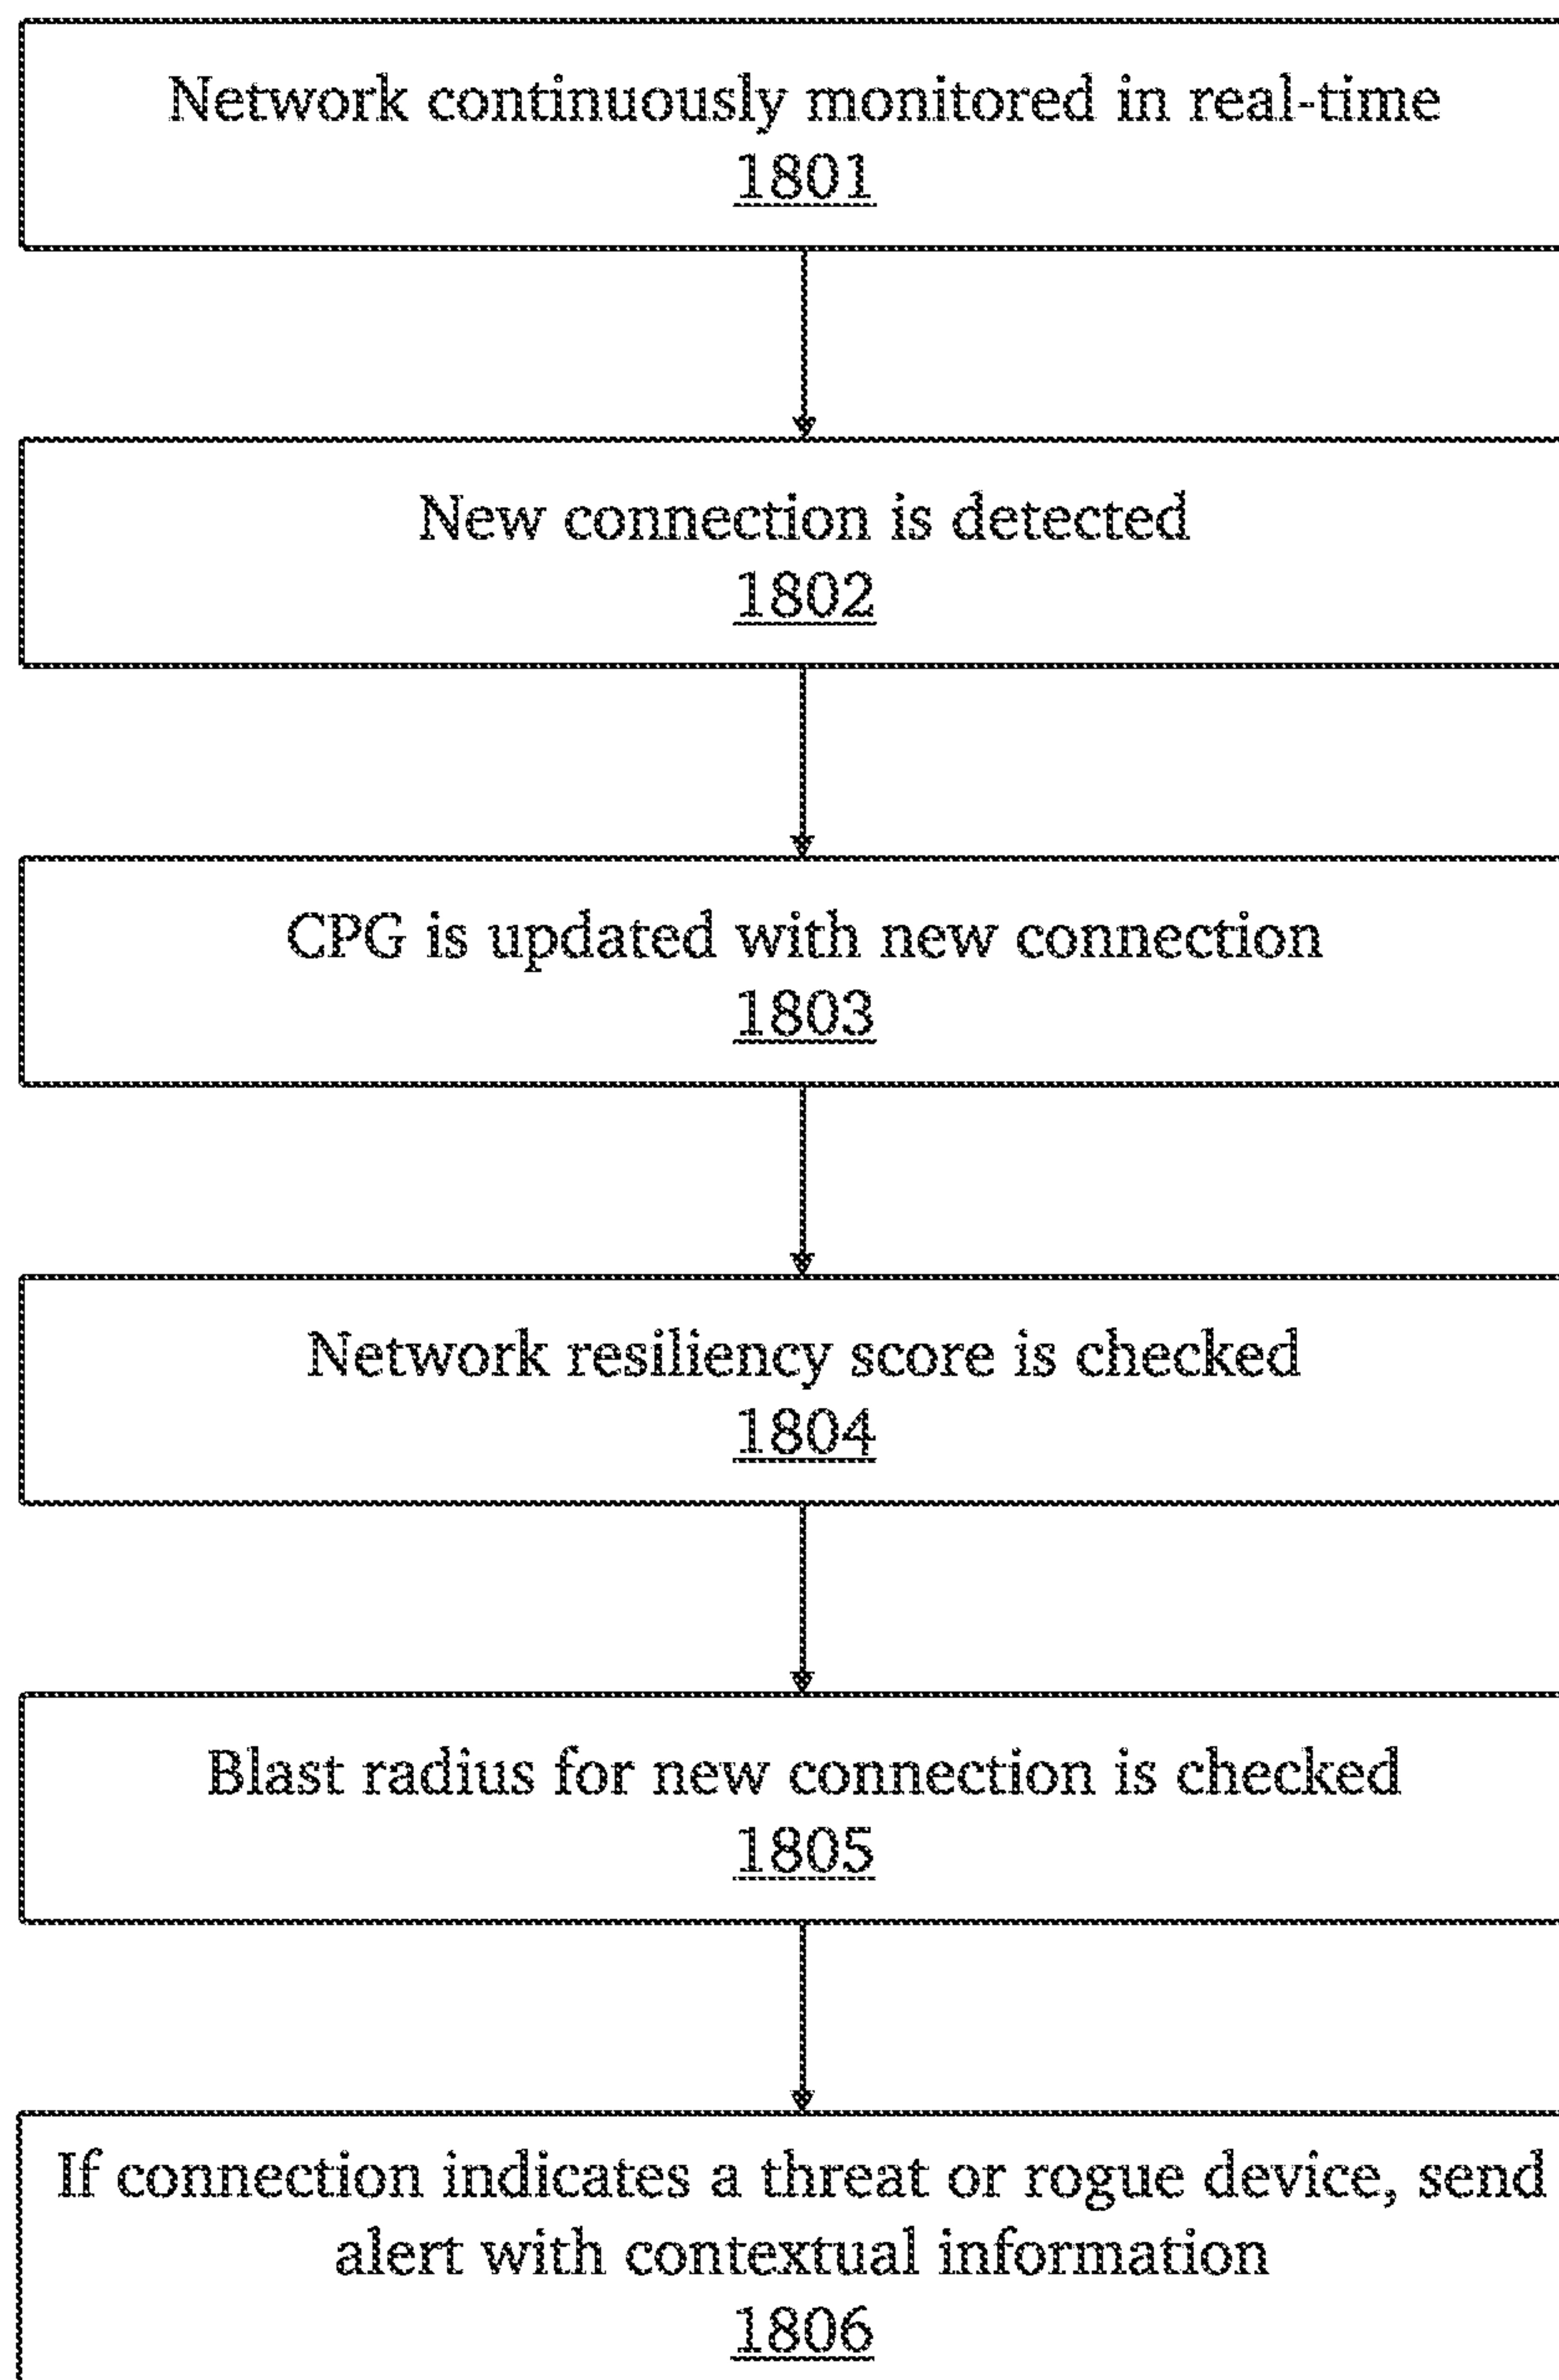 Network continuously monitored in real-time
1801
New connection is detected
1802
CPG is updated with new connection
1803
Network resiliency score is checked
1804
Blast radius for new connection is checked
1805
If connection indicates a threat or rogue device, send
alert with contextual information
1806